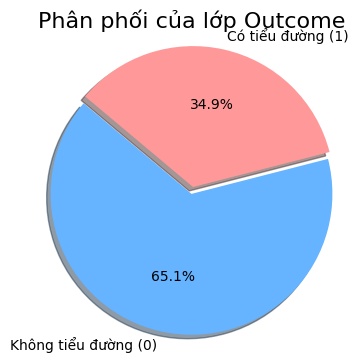 Phân phối của lớp Outcome
Có tiểu đường (1)
34.9%
65.1%
Không tiểu đường (0)